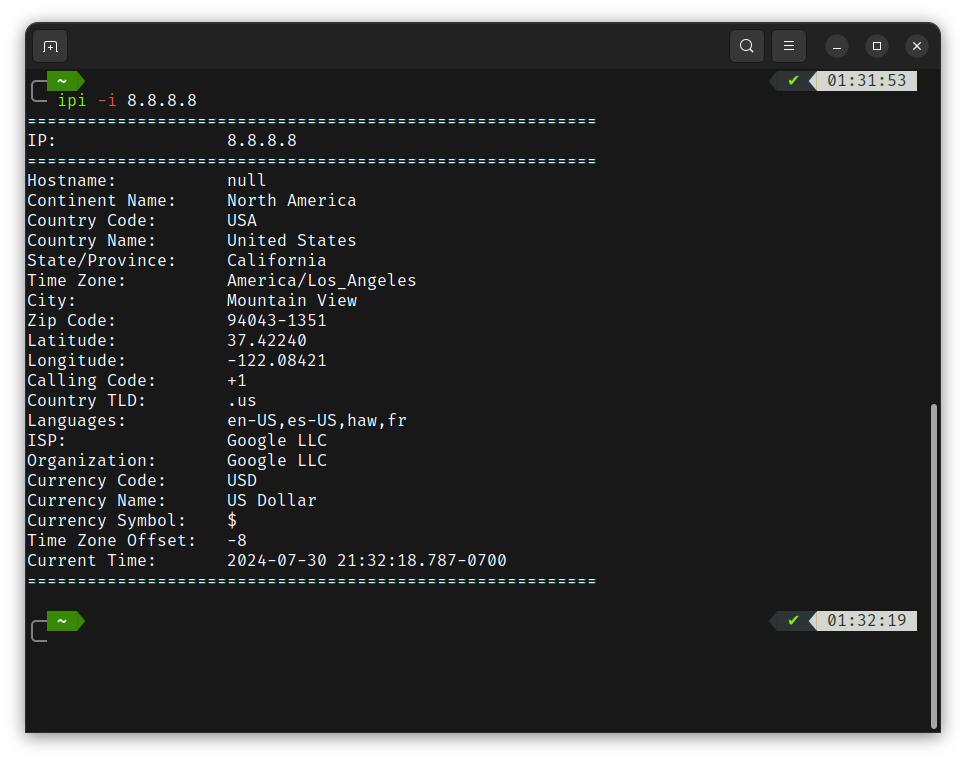 ~ ✔ 01:31:53
ipi -i 8.8.8.8
=========================================================
IP: 8.8.8.8
=========================================================
Hostname: null
Continent Name: North America
Country Code: USA
Country Name: United States
State/Province: California
Time Zone: America/Los_Angeles
City: Mountain View
Zip Code: 94043-1351
Latitude: 37.42240
Longitude: -122.08421
Calling Code: +1
Country TLD: .us
Languages: en-US,es-US,haw,fr
ISP: Google LLC
Organization: Google LLC
Currency Code: USD
Currency Name: US Dollar
Currency Symbol: $
Time Zone Offset: -8
Current Time: 2024-07-30 21:32:18.787-0700
=========================================================
~ ✔ 01:32:19